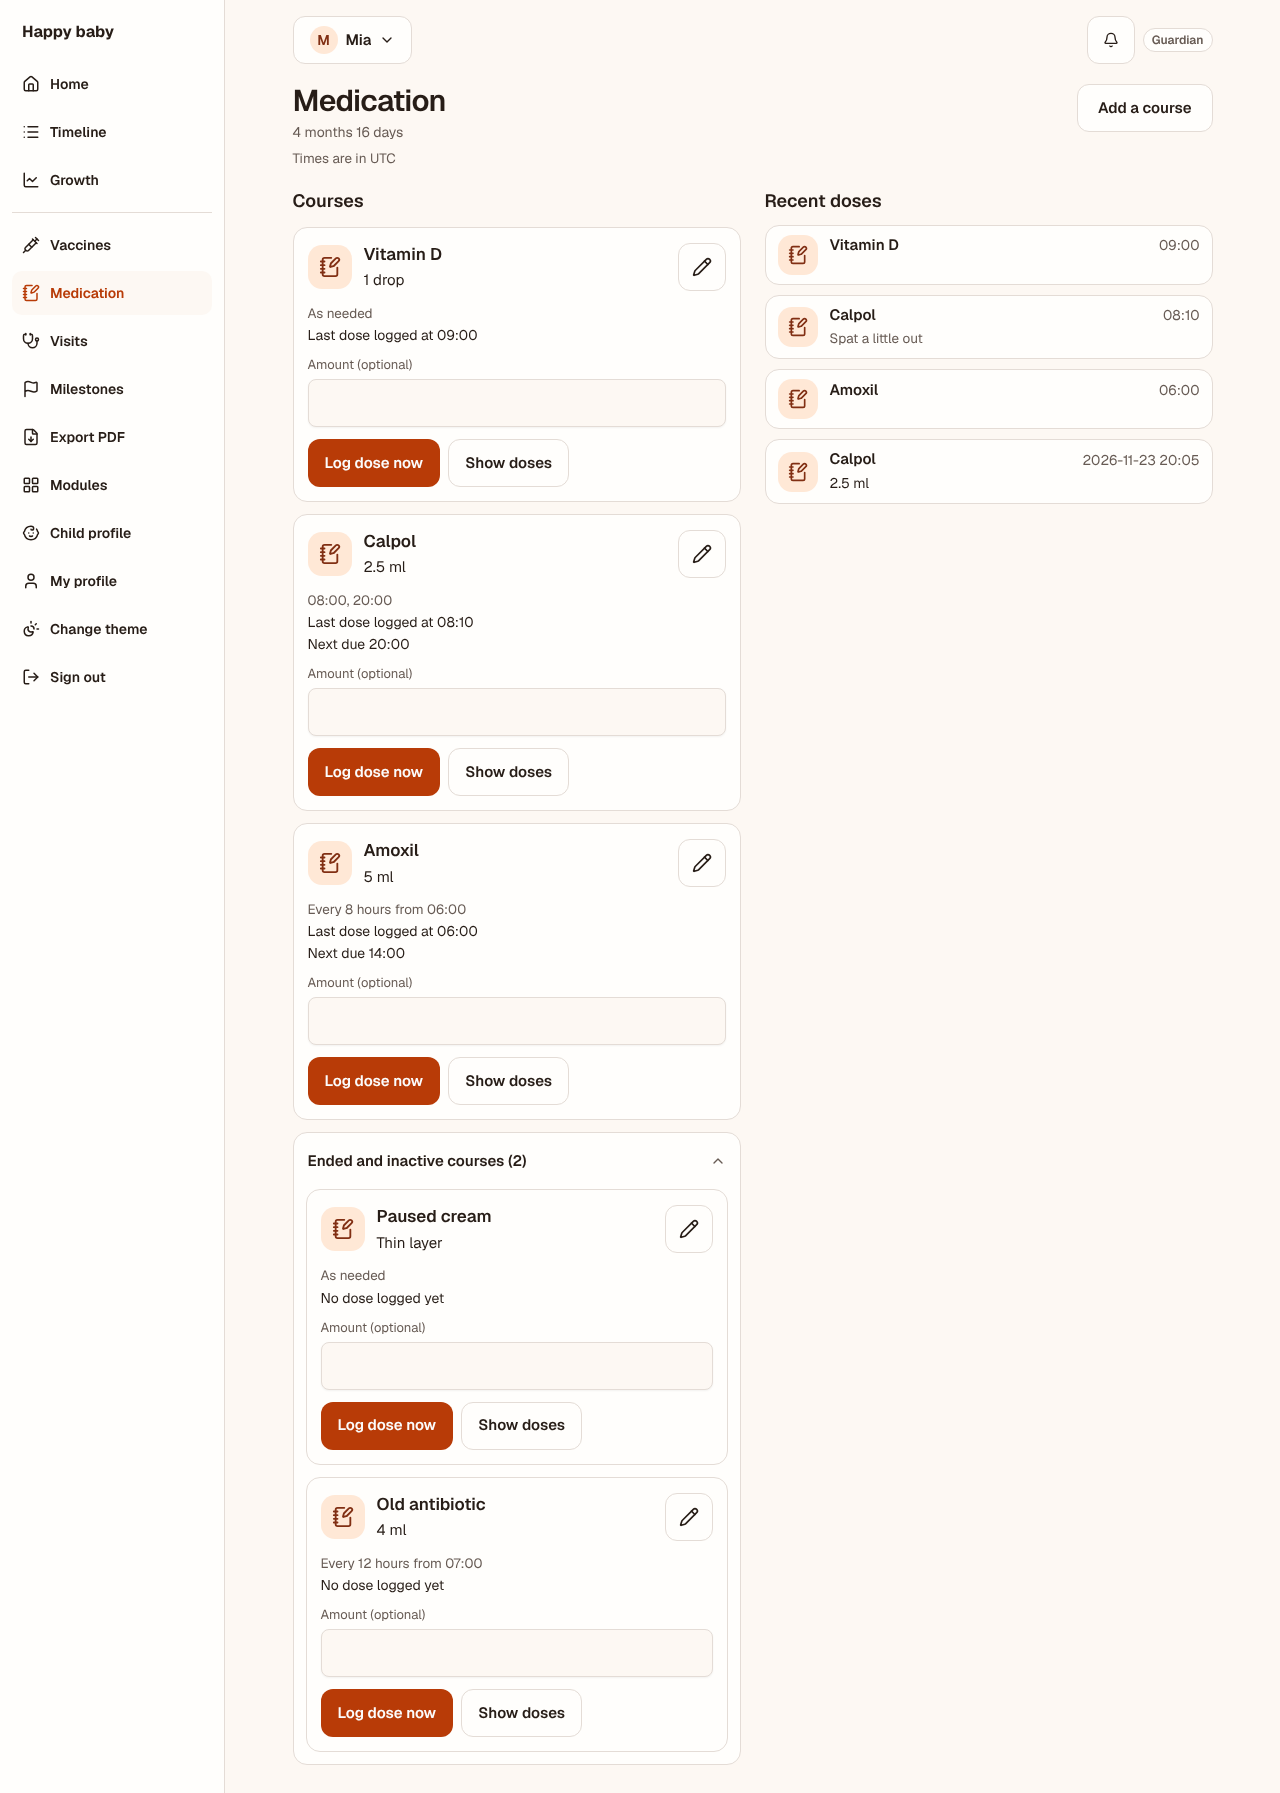 Happy baby
Home
Timeline
Growth
Vaccines
Medication
Visits
Milestones
Export PDF
Modules
Child profile
My profile
Change theme
Sign out
M Mia
Guardian
Medication
4 months 16 days
Times are in UTC
Add a course
Courses
Vitamin D
1 drop
As needed
Last dose logged at 09:00
Amount (optional)
Log dose now Show doses
Calpol
2.5 ml
08:00, 20:00
Last dose logged at 08:10
Next due 20:00
Amount (optional)
Log dose now Show doses
Amoxil
5 ml
Every 8 hours from 06:00
Last dose logged at 06:00
Next due 14:00
Amount (optional)
Log dose now Show doses
Ended and inactive courses (2)
Paused cream
Thin layer
As needed
No dose logged yet
Amount (optional)
Log dose now Show doses
Old antibiotic
4 ml
Every 12 hours from 07:00
No dose logged yet
Amount (optional)
Log dose now Show doses
Recent doses
Vitamin D 09:00
Calpol 08:10
Spat a little out
Amoxil 06:00
Calpol 2026-11-23 20:05
2.5 ml